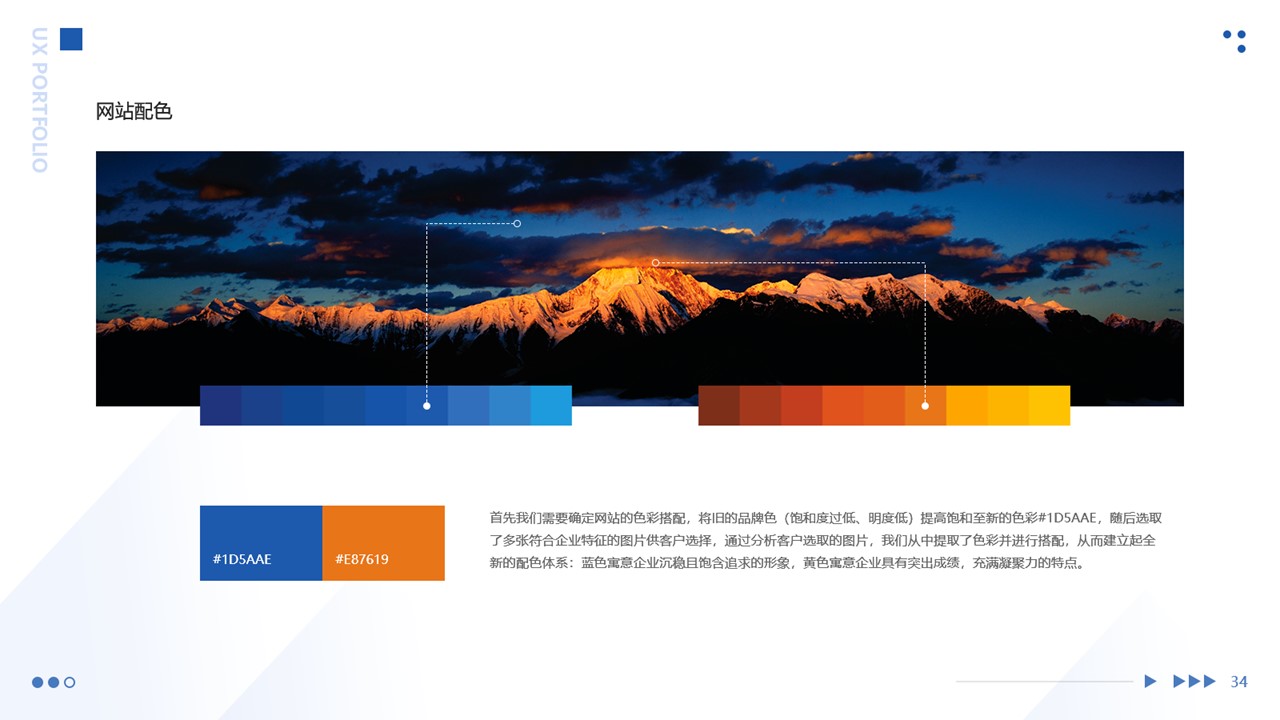 UX PORTFOLIO
网站配色
#1D5AAE
#E87619
首先我们需要确定网站的色彩搭配，将旧的品牌色（饱和度过低、明度低）提高饱和至新的色彩#1D5AAE，随后选取
了多张符合企业特征的图片供客户选择，通过分析客户选取的图片，我们从中提取了色彩并进行搭配，从而建立起全
新的配色体系：蓝色寓意企业沉稳且饱含追求的形象，黄色寓意企业具有突出成绩，充满凝聚力的特点。
34